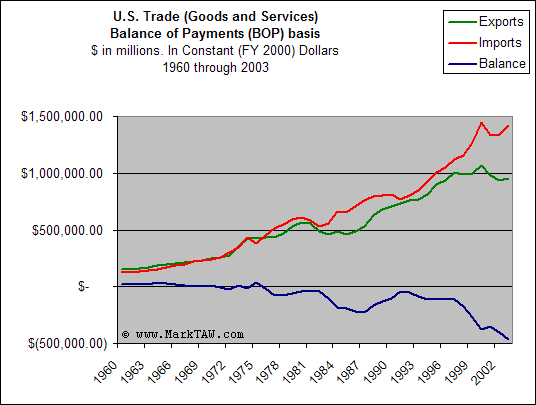 U.S. Trade (Goods and Services)
Balance of Payments (BOP) basis
$ in millions. In Constant (FY 2000) Dollars
1960 through 2003
Exports
Imports
Balance
$1,500,000.00
$1,000,000.00
$500,000.00
$-
$(500,000.00)
© www.MarkTAW.com
1960
1963
1966
1969
1972
1975
1978
1981
1984
1987
1990
1993
1996
1999
2002